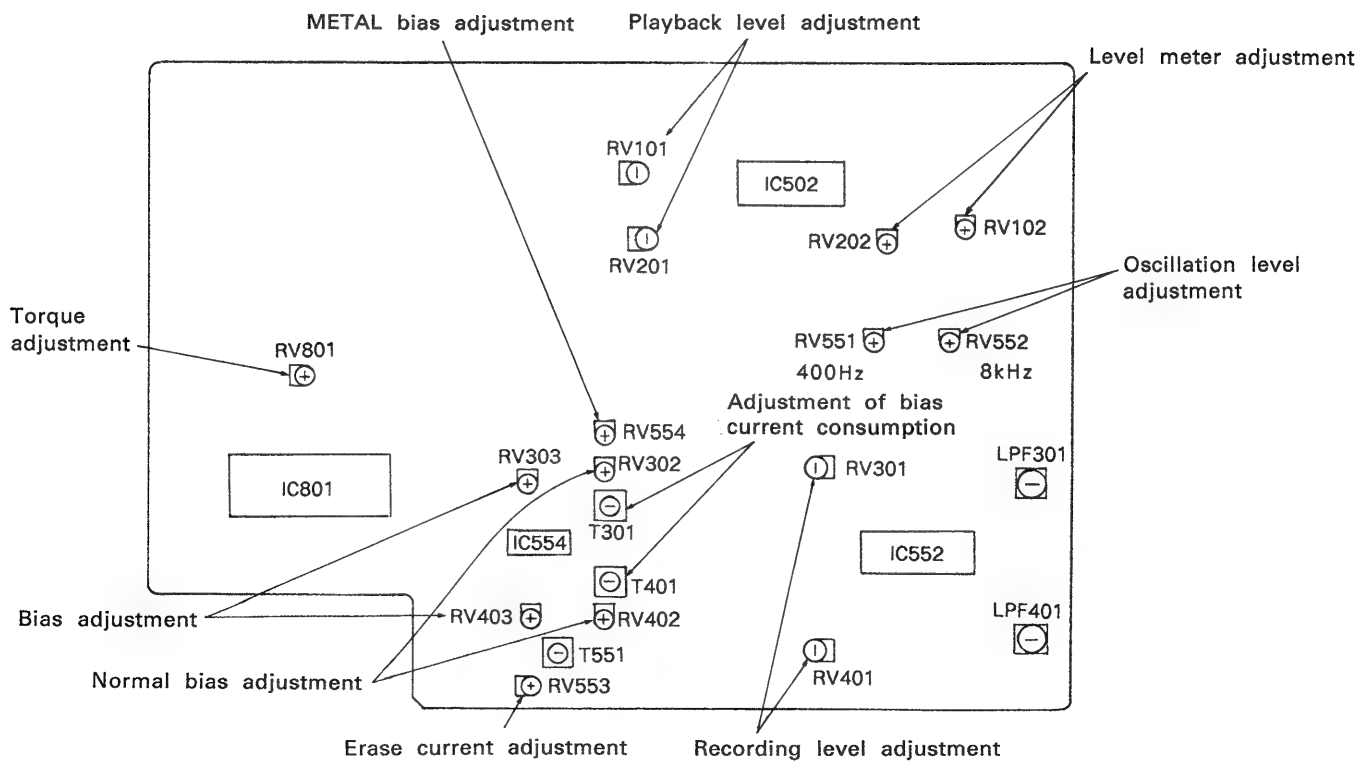 METAL bias adjustment
Playback level adjustment
Level meter adjustment
RV101
IC502
RV202
RV102
RV201
Oscillation level
adjustment
Torque
adjustment
RV801
RV551
RV552
400Hz
8kHz
Adjustment of bias
current consumption
RV554
RV303
RV302
RV301
LPF301
IC801
T301
IC554
IC552
T401
Bias adjustment
RV403
RV402
LPF401
T551
RV401
Normal bias adjustment
RV553
Erase current adjustment
Recording level adjustment